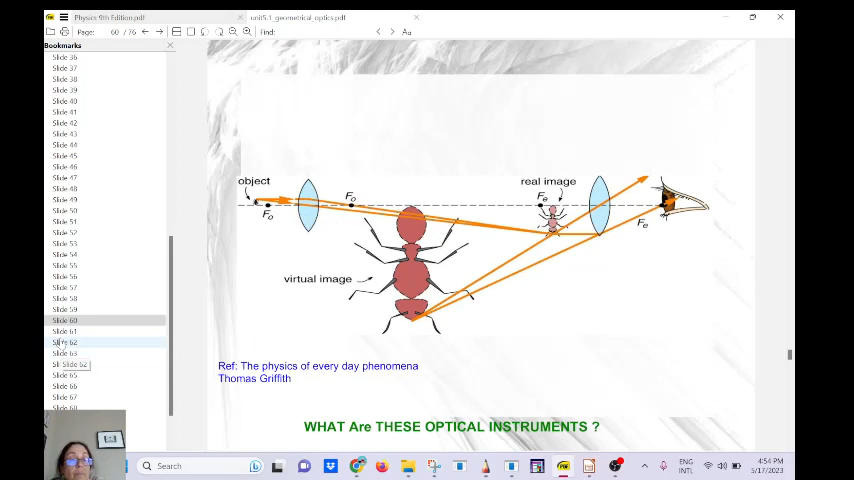 Physics 9th Edition.pdf
unit5.1_geometrical_optics.pdf
Page: 60 / 76
Find:
Aa
Bookmarks
Slide 36
Slide 37
Slide 38
Slide 39
Slide 40
Slide 41
Slide 42
Slide 43
Slide 44
Slide 45
Slide 46
Slide 47
Slide 48
Slide 49
Slide 50
Slide 51
Slide 52
Slide 53
Slide 54
Slide 55
Slide 56
Slide 57
Slide 58
Slide 59
Slide 60
Slide 61
Slide 62
Slide 63
Slide 62
Slide 65
Slide 66
Slide 67
object
Fo
Fo
real image
Fe
Fe
virtual image
Ref: The physics of every day phenomena
Thomas Griffith
WHAT Are THESE OPTICAL INSTRUMENTS ?
Search
ENG
INTL
4:54 PM
5/17/2023